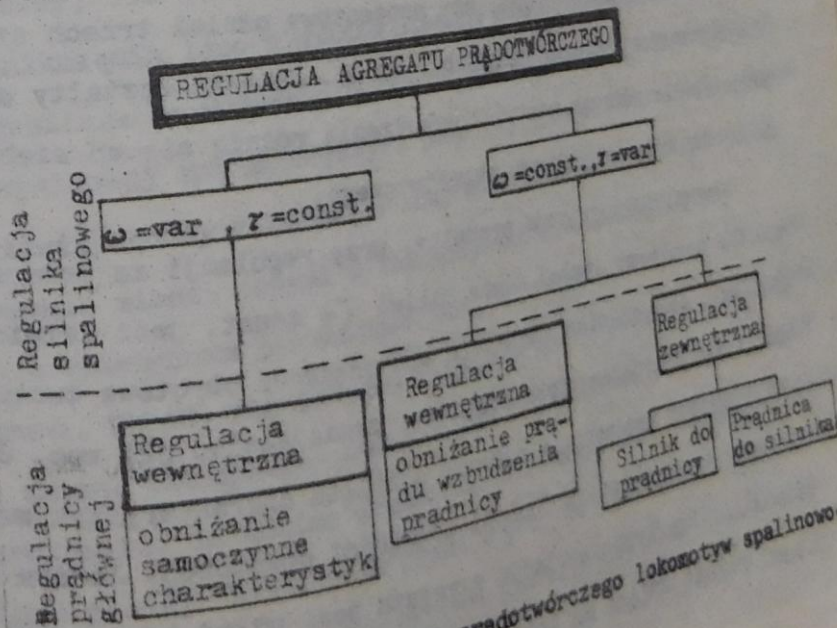 REGULACJA AGREGATU PRĄDOTWÓRCZEGO
ω =var , τ =const.
ω =const., τ =var
Regulacja
silnika
spalinowego
Regulacja
prądnicy
głównej
Regulacja
wewnętrzna
obniżanie
samoczynne
charakterystyk
Regulacja
wewnętrzna
obniżanie prą-
du wzbudzenia
prądnicy
Regulacja
zewnętrzna
Silnik do
prądnicy
Prądnica
do silnika
prądotwórczego lokomotyw spalinowo